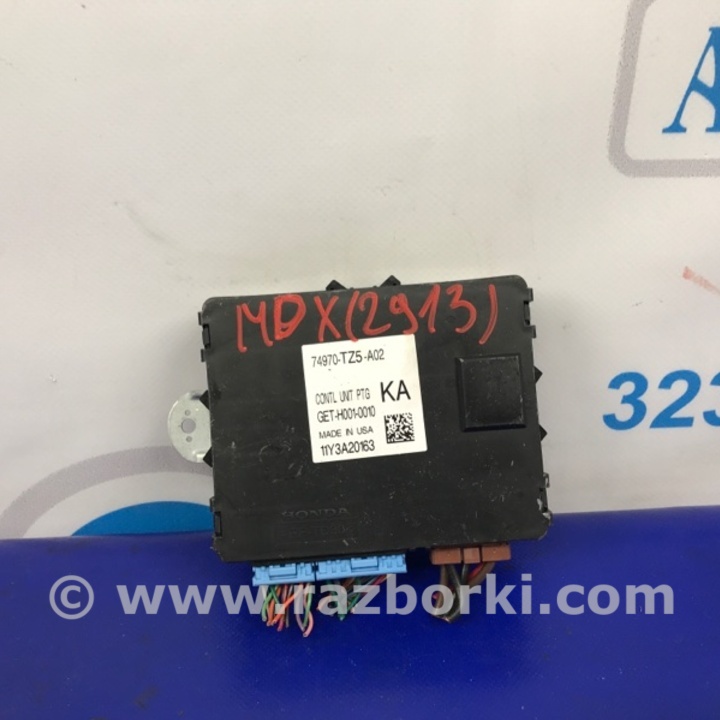 A
323
MDX(2913)
74970-TZ5-A02
CONTL UNIT PTG KA
GET-H001-0010
MADE IN USA
11Y3A20163
HONDA
© www.razborki.com